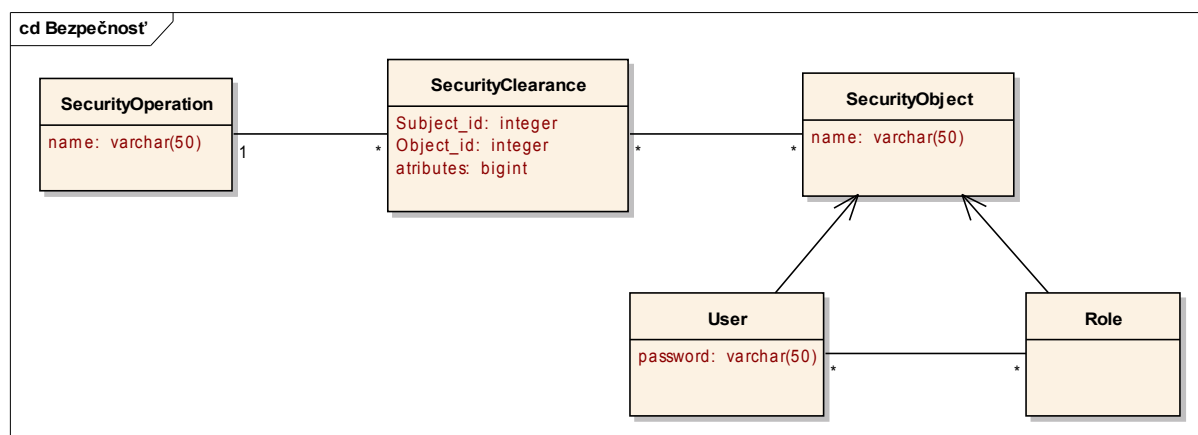 cd Bezpečnosť
SecurityOperation
name: varchar(50)
SecurityClearance
Subject_id: integer
Object_id: integer
atributes: bigint
SecurityObject
name: varchar(50)
1
*
*
*
User
password: varchar(50)
Role
*
*